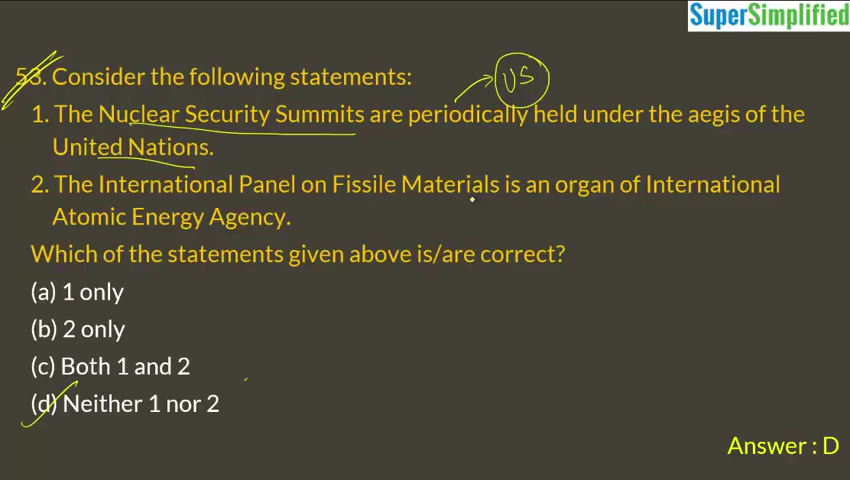 SuperSimplified
53. Consider the following statements:
US
1. The Nuclear Security Summits are periodically held under the aegis of the
United Nations.
2. The International Panel on Fissile Materials is an organ of International
Atomic Energy Agency.
Which of the statements given above is/are correct?
(a) 1 only
(b) 2 only
(c) Both 1 and 2
(d) Neither 1 nor 2
Answer : D